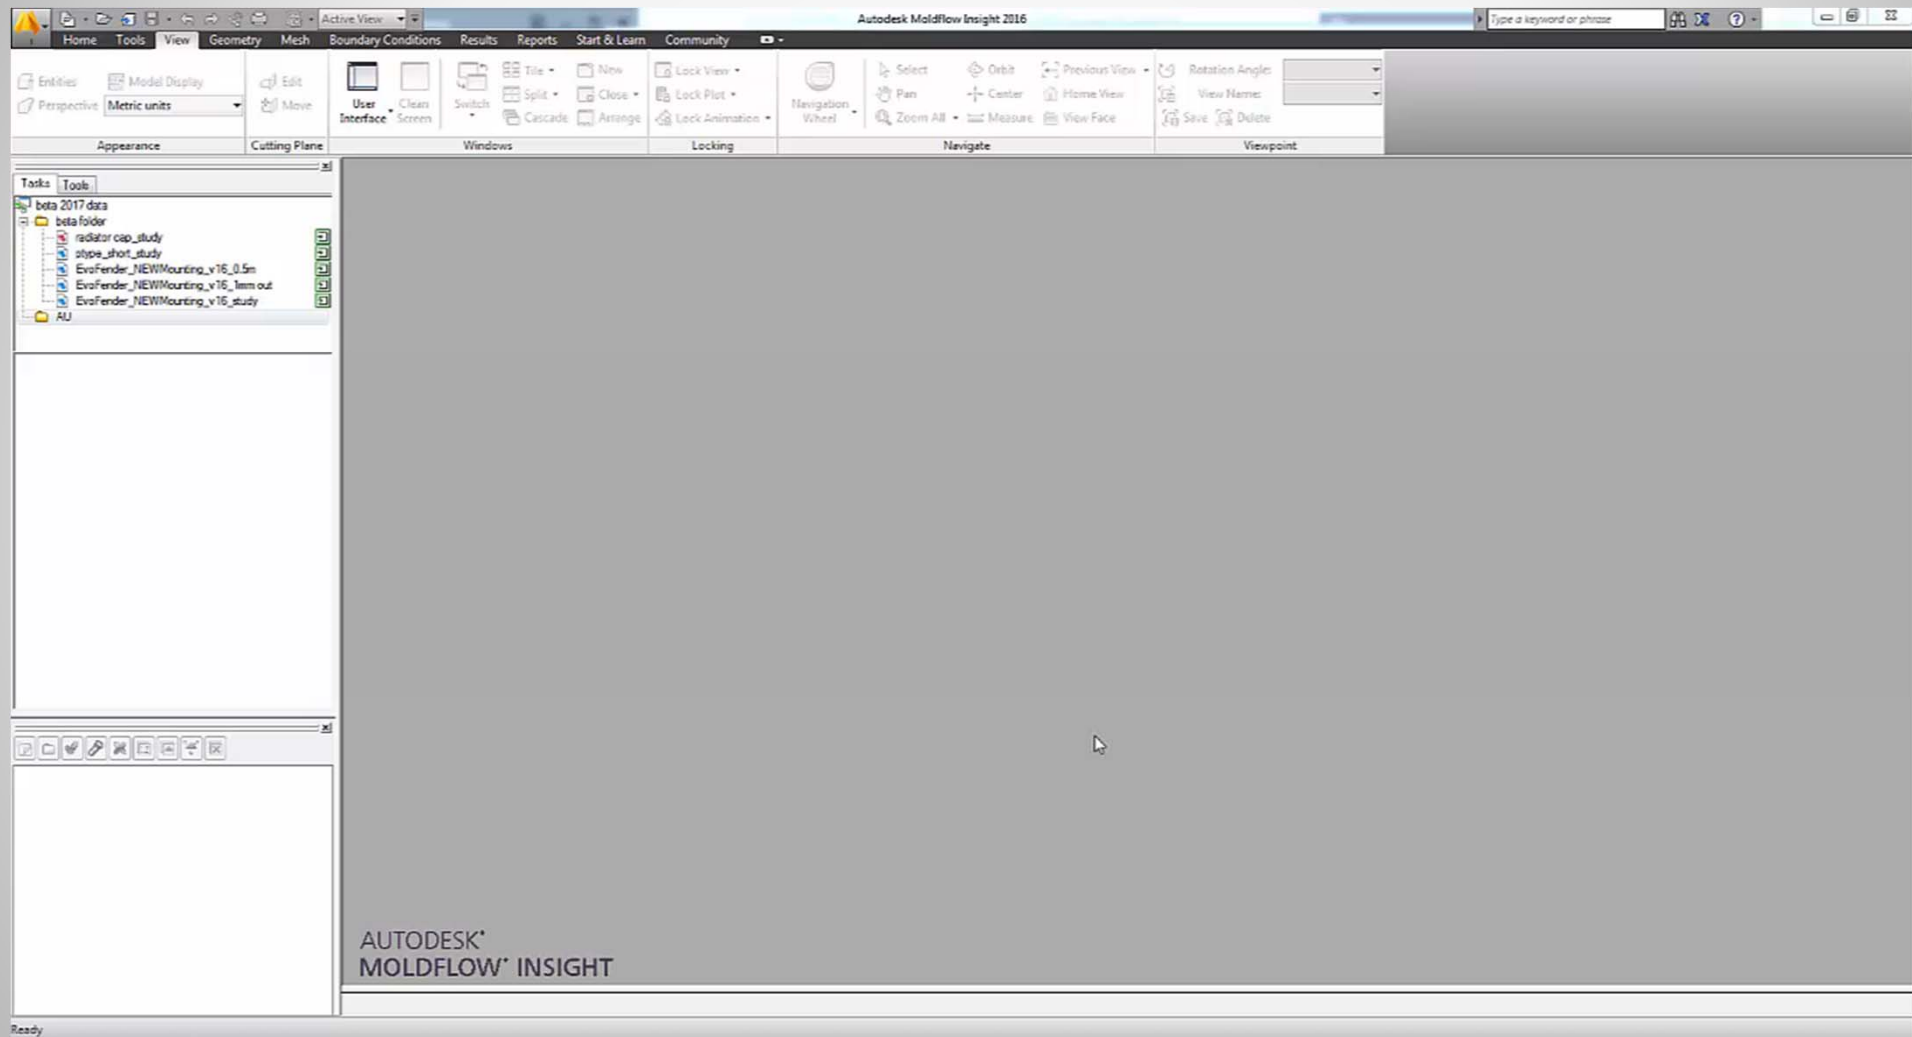 Active View
Autodesk Moldflow Insight 2016
Type a keyword or phrase
Home Tools View Geometry Mesh Boundary Conditions Results Reports Start & Learn Community
Entities Model Display
Perspective Metric units
Appearance
Edit
Move
Cutting Plane
User Interface
Clean Screen
Switch
Tile New
Split Close
Cascade Arrange
Windows
Lock View
Lock Plot
Lock Animation
Locking
Navigation Wheel
Select Orbit Previous View
Pan Center Home View
Zoom All Measure View Face
Navigate
Rotation Angle:
View Name:
Save Delete
Viewpoint
Tasks Tools
beta 2017 data
beta folder
radiator cap_study
ptype_short_study
EvoFender_NEWMounting_v16_0.5m
EvoFender_NEWMounting_v16_1mm out
EvoFender_NEWMounting_v16_study
AU
AUTODESK®
MOLDFLOW® INSIGHT
Ready